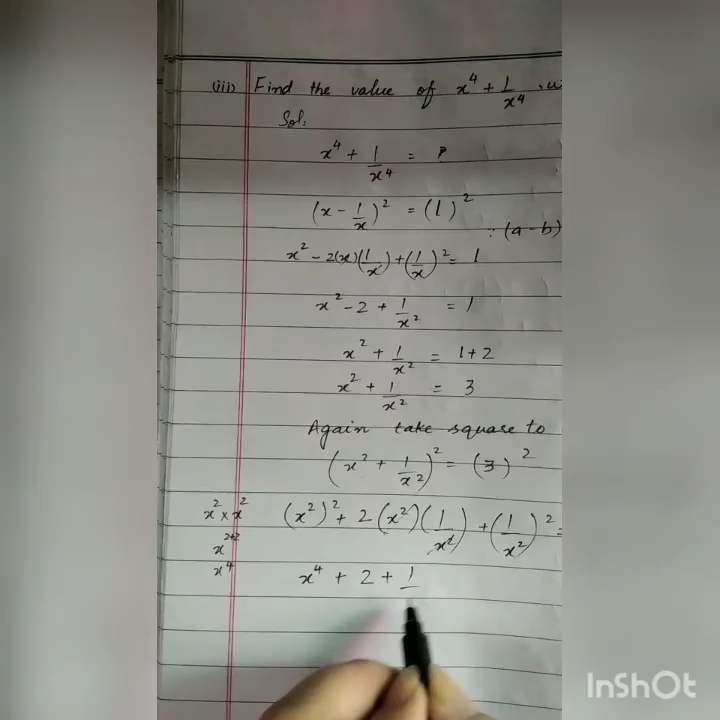 (iii) Find the value of x⁴ + 1/x⁴,
Sol.
x⁴ + 1/x⁴ = ?
(x - 1/x)² = (1)²
∵ (a - b)
x² - 2(x)(1/x) + (1/x)² = 1
x² - 2 + 1/x² = 1
x² + 1/x² = 1+2
x² + 1/x² = 3
Again take square to
(x² + 1/x²)² = (3)²
x² × x² (x²)² + 2(x²)(1/x²) + (1/x²)² =
x²⁺²
x⁴ x⁴ + 2 + 1/
InShOt